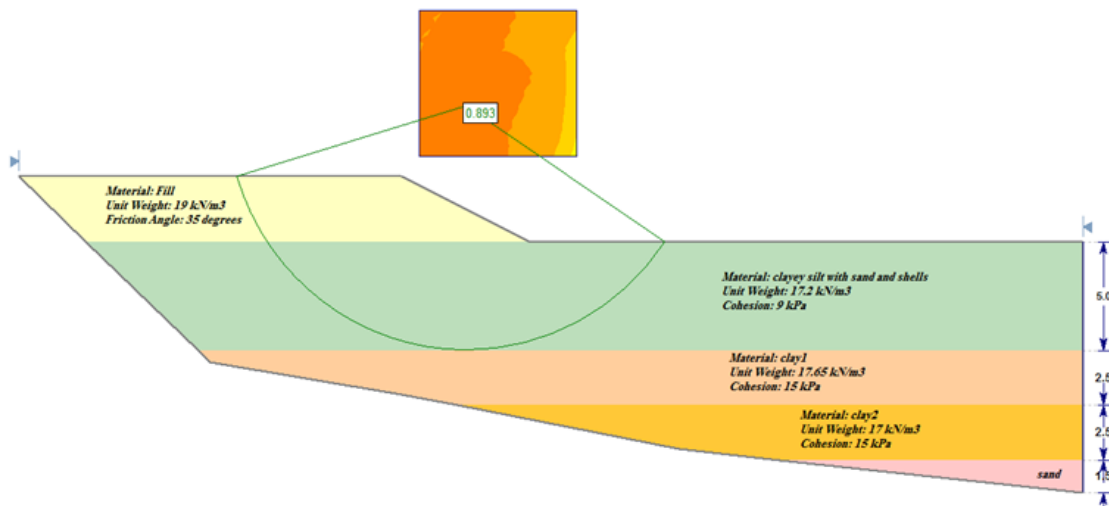 0.893
Material: Fill
Unit Weight: 19 kN/m3
Friction Angle: 35 degrees
Material: clayey silt with sand and shells
Unit Weight: 17.2 kN/m3
Cohesion: 9 kPa
5.0
Material: clay1
Unit Weight: 17.65 kN/m3
Cohesion: 15 kPa
2.5
Material: clay2
Unit Weight: 17 kN/m3
Cohesion: 15 kPa
2.5
sand
1.5